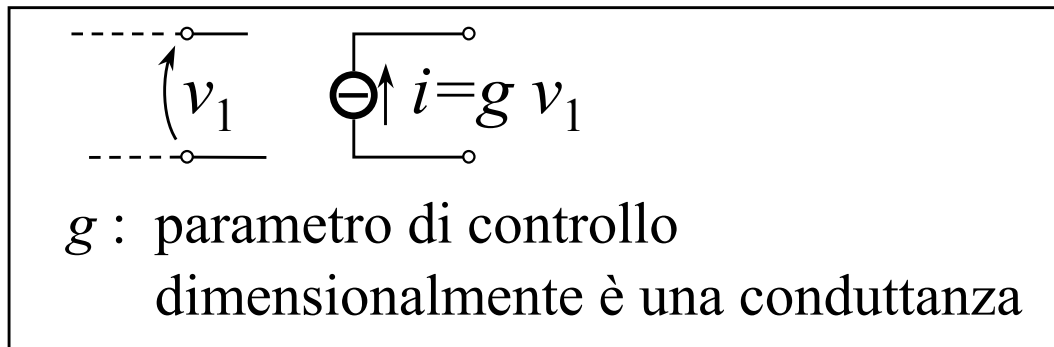 v₁ i=g v₁
g : parametro di controllo
dimensionalmente è una conduttanza